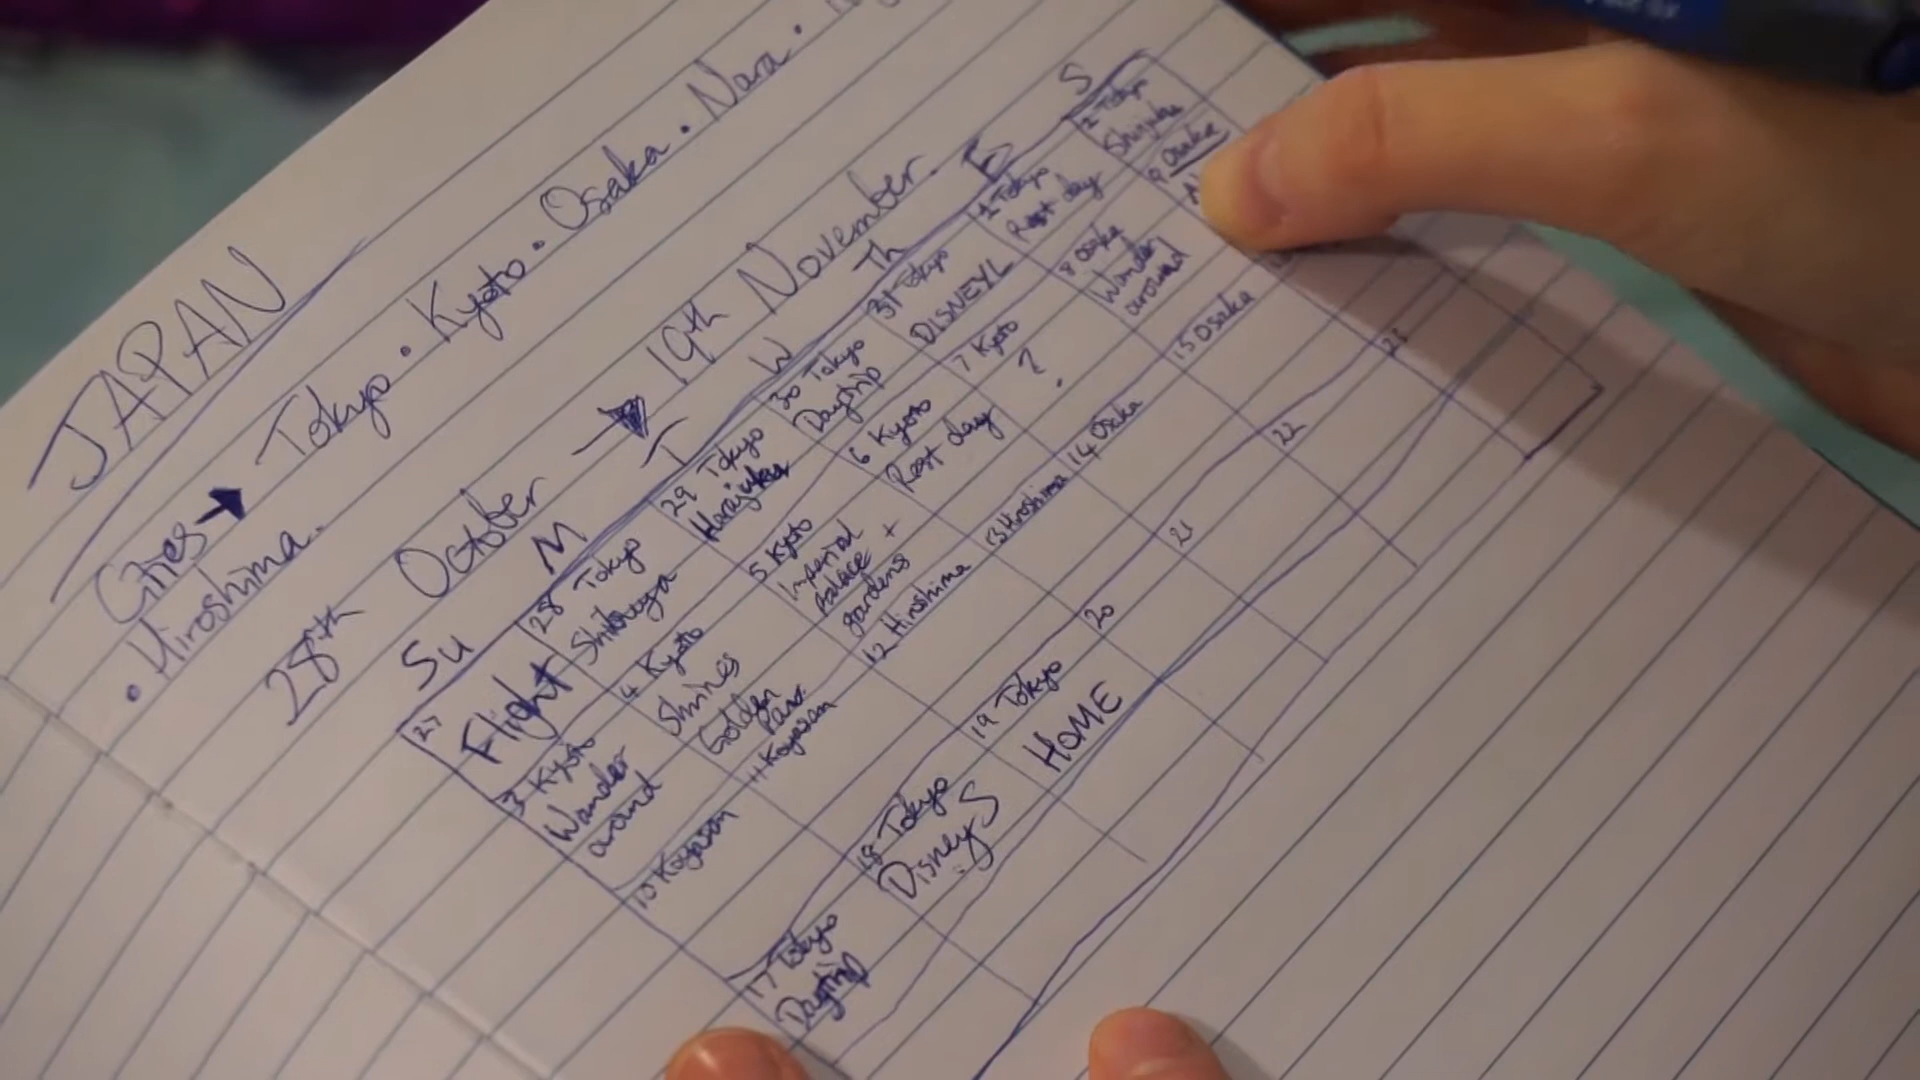 JAPAN
Cities → Tokyo • Kyoto • Osaka • Nara •
• Hiroshima.
28th October → 19th November.
Su M T W Th F S
27
Flight
28 Tokyo
Shibuya
29 Tokyo
Harajuku
30 Tokyo
Daytrip
31 Tokyo
DISNEYL
1 Tokyo
Rest day
2 Tokyo
Shinjuku
3 Kyoto
Wander
around
4 Kyoto
Shrines
Golden
Pav.
5 Kyoto
Imperial
Palace +
gardens
6 Kyoto
Rest day
7 Kyoto
?
8 Osaka
Wander
around
9 Osaka
10 Koyasan
11 Koyasan
12 Hiroshima
13 Hiroshima
14 Osaka
15 Osaka
17 Tokyo
Daytrip
18 Tokyo
DisneyS
19 Tokyo
HOME
20
21
22
23